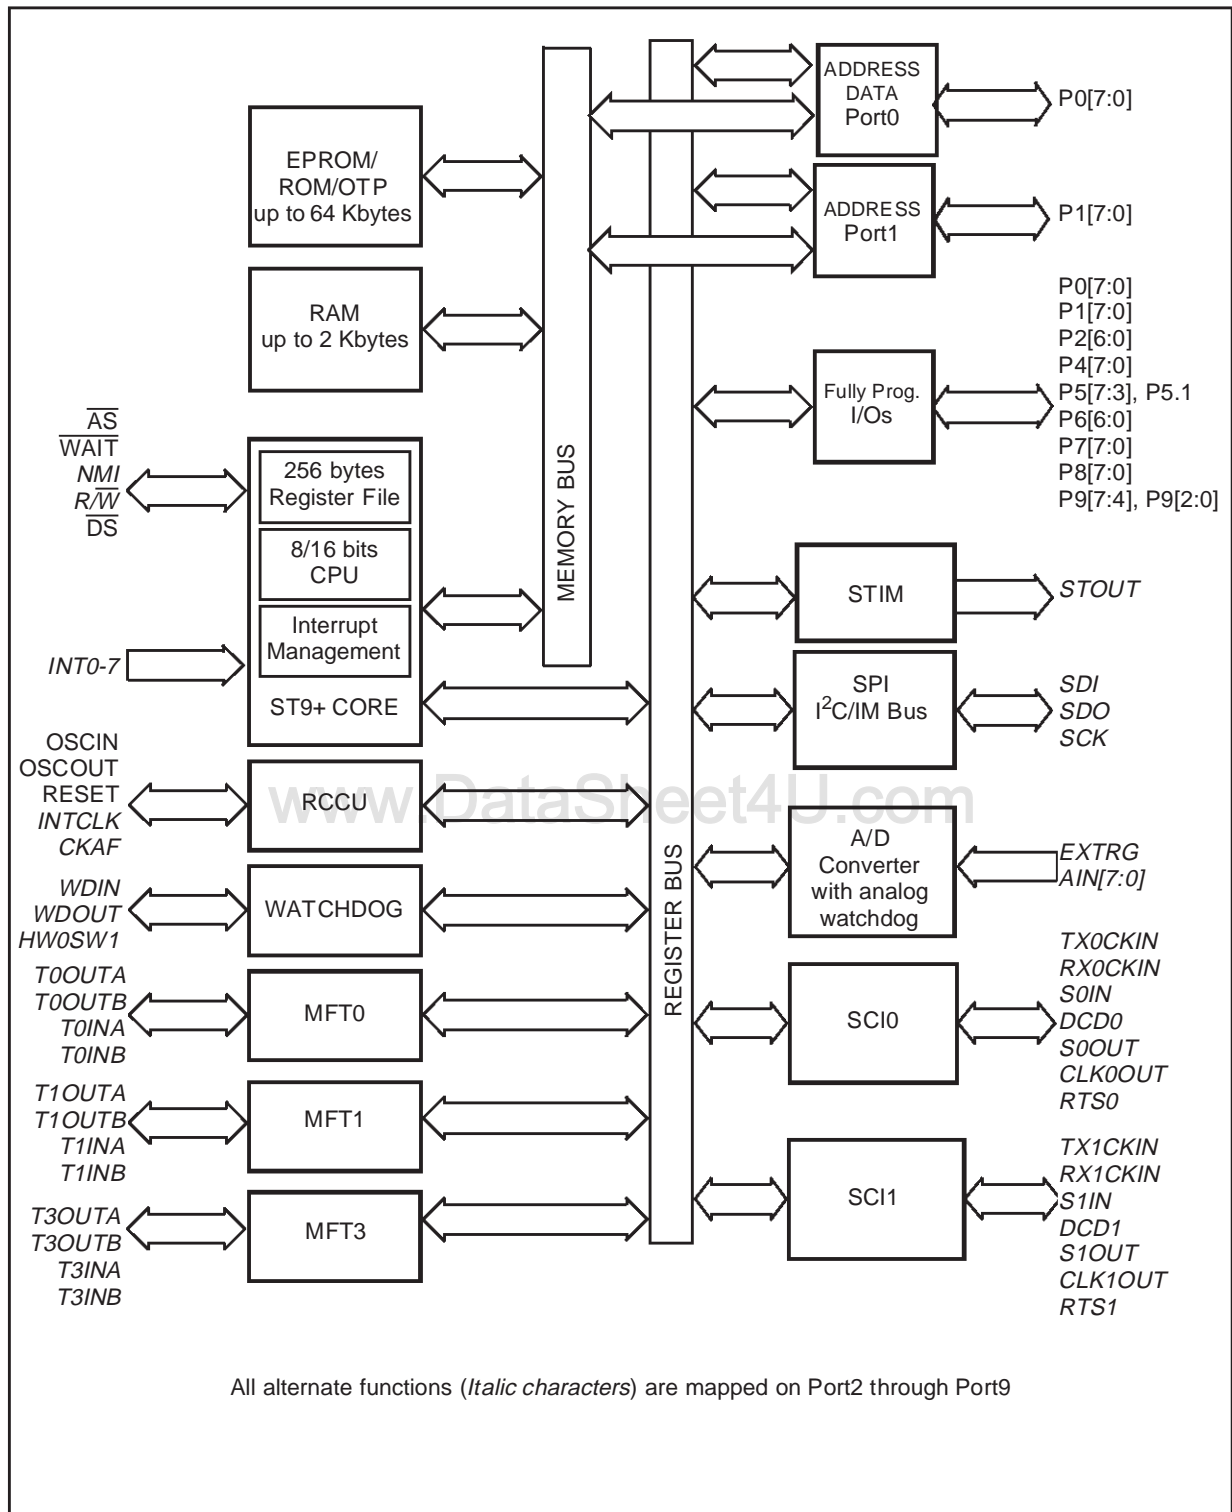 ADDRESS
DATA
Port0
P0[7:0]
EPROM/
ROM/OTP
up to 64 Kbytes
ADDRESS
Port1
P1[7:0]
RAM
up to 2 Kbytes
P0[7:0]
P1[7:0]
P2[6:0]
P4[7:0]
P5[7:3], P5.1
P6[6:0]
P7[7:0]
P8[7:0]
P9[7:4], P9[2:0]
Fully Prog.
I/Os
AS
WAIT
NMI
R/W
DS
256 bytes
Register File
8/16 bits
CPU
Interrupt
Management
ST9+ CORE
INT0-7
MEMORY BUS
REGISTER BUS
STIM
STOUT
SPI
I²C/IM Bus
SDI
SDO
SCK
OSCIN
OSCOUT
RESET
INTCLK
CKAF
RCCU
www.DataSheet4U.com
A/D
Converter
with analog
watchdog
EXTRG
AIN[7:0]
WDIN
WDOUT
HW0SW1
WATCHDOG
T0OUTA
T0OUTB
T0INA
T0INB
MFT0
SCI0
TX0CKIN
RX0CKIN
S0IN
DCD0
S0OUT
CLK0OUT
RTS0
T1OUTA
T1OUTB
T1INA
T1INB
MFT1
SCI1
TX1CKIN
RX1CKIN
S1IN
DCD1
S1OUT
CLK1OUT
RTS1
T3OUTA
T3OUTB
T3INA
T3INB
MFT3
All alternate functions (Italic characters) are mapped on Port2 through Port9